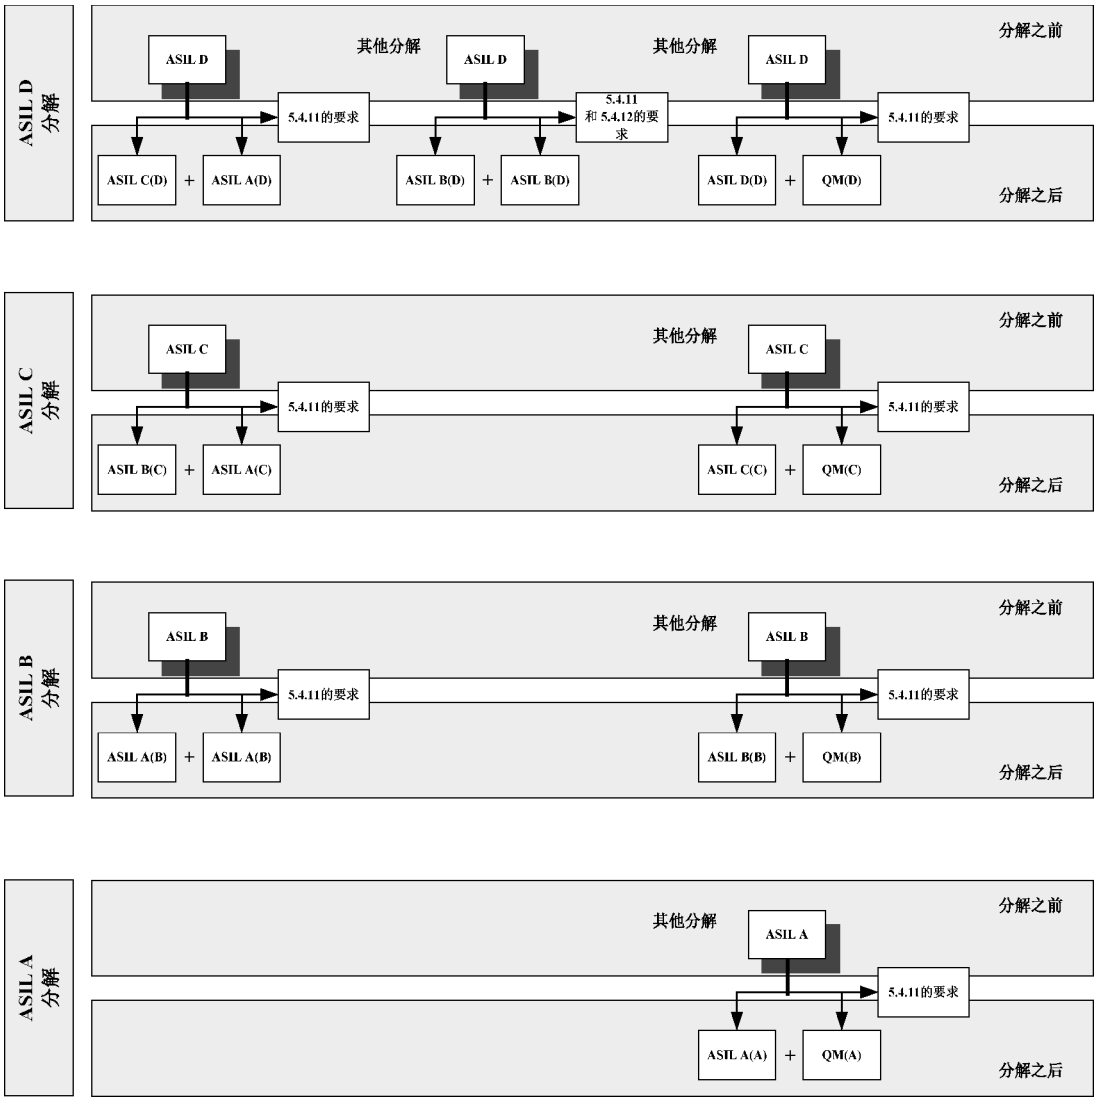 ASIL D
分解
分解之前
ASIL D
其他分解
ASIL D
其他分解
ASIL D
5.4.11的要求
5.4.11
和 5.4.12的要
求
5.4.11的要求
ASIL C(D)
+
ASIL A(D)
ASIL B(D)
+
ASIL B(D)
ASIL D(D)
+
QM(D)
分解之后
ASIL C
分解
分解之前
ASIL C
其他分解
ASIL C
5.4.11的要求
5.4.11的要求
ASIL B(C)
+
ASIL A(C)
ASIL C(C)
+
QM(C)
分解之后
ASIL B
分解
分解之前
ASIL B
其他分解
ASIL B
5.4.11的要求
5.4.11的要求
ASIL A(B)
+
ASIL A(B)
ASIL B(B)
+
QM(B)
分解之后
ASIL A
分解
分解之前
其他分解
ASIL A
5.4.11的要求
ASIL A(A)
+
QM(A)
分解之后